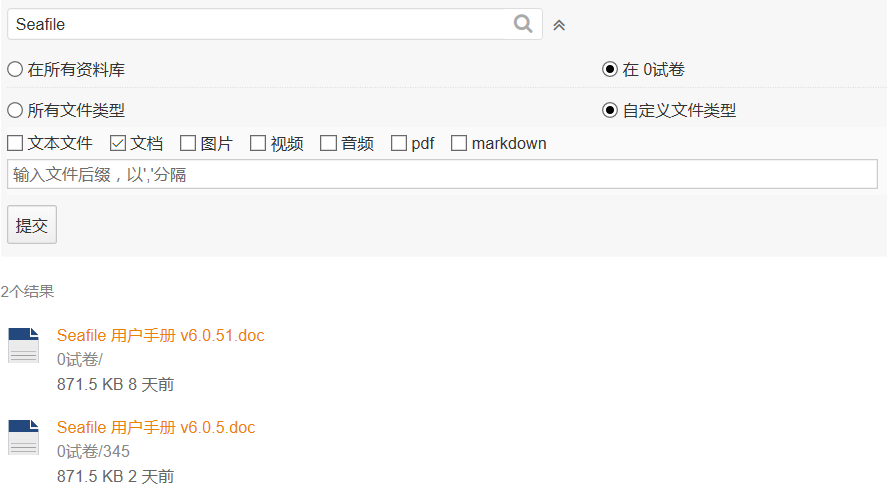 Seafile
在所有资料库 在 0试卷
所有文件类型 自定义文件类型
文本文件 文档 图片 视频 音频 pdf markdown
输入文件后缀，以','分隔
提交
2个结果
Seafile 用户手册 v6.0.51.doc
0试卷/
871.5 KB 8 天前
Seafile 用户手册 v6.0.5.doc
0试卷/345
871.5 KB 2 天前